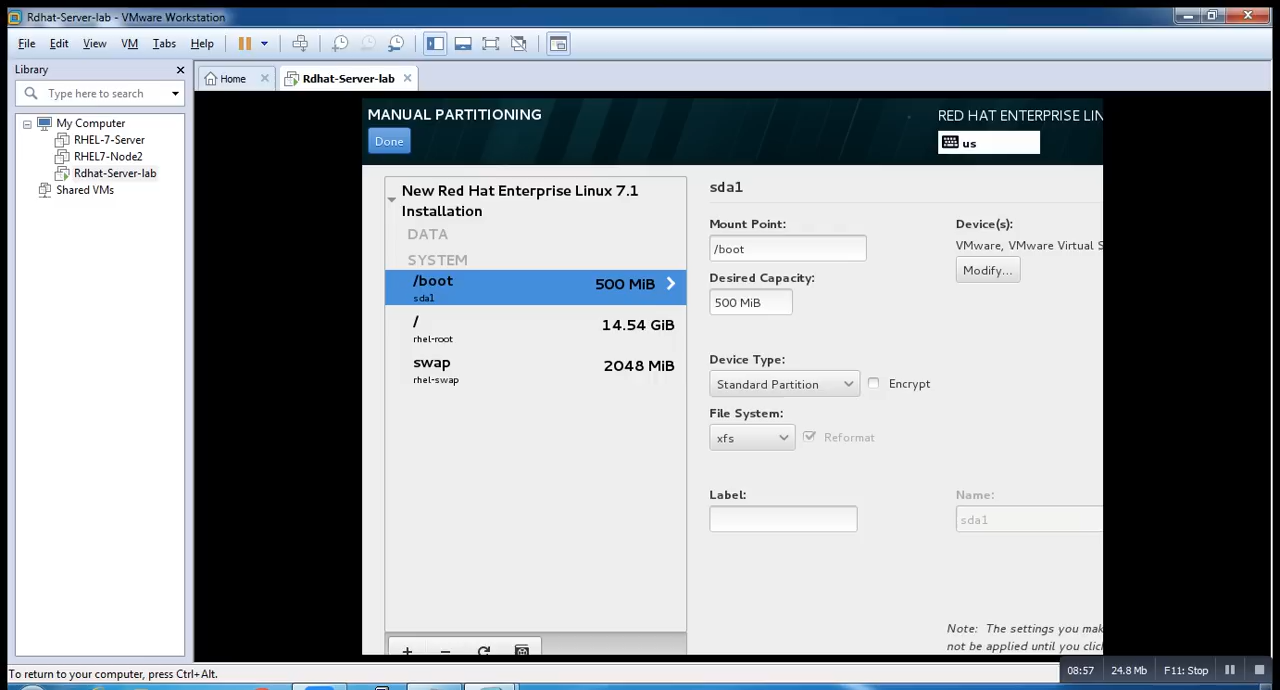 Rdhat-Server-lab - VMware Workstation
File Edit View VM Tabs Help
Library
Type here to search
My Computer
RHEL-7-Server
RHEL7-Node2
Rdhat-Server-lab
Shared VMs
Home
Rdhat-Server-lab
MANUAL PARTITIONING
Done
RED HAT ENTERPRISE LIN
us
New Red Hat Enterprise Linux 7.1
Installation
DATA
SYSTEM
/boot 500 MiB
sda1
/ 14.54 GiB
rhel-root
swap 2048 MiB
rhel-swap
sda1
Mount Point:
/boot
Desired Capacity:
500 MiB
Device(s):
VMware, VMware Virtual S
Modify...
Device Type:
Standard Partition
Encrypt
File System:
xfs
Reformat
Label:
Name:
sda1
Note: The settings you mak
not be applied until you click
To return to your computer, press Ctrl+Alt.
08:57 24.8 Mb F11: Stop